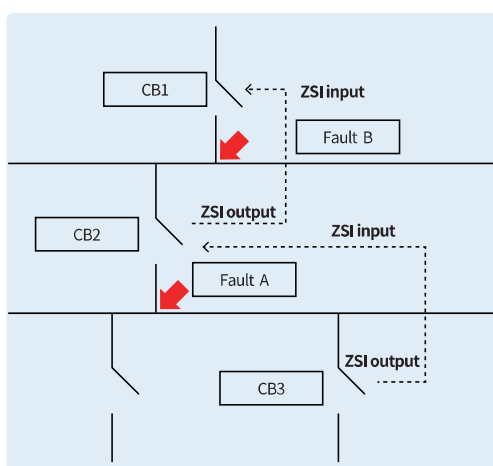 CB1
ZSI input
Fault B
ZSI output
CB2
ZSI input
Fault A
ZSI output
CB3